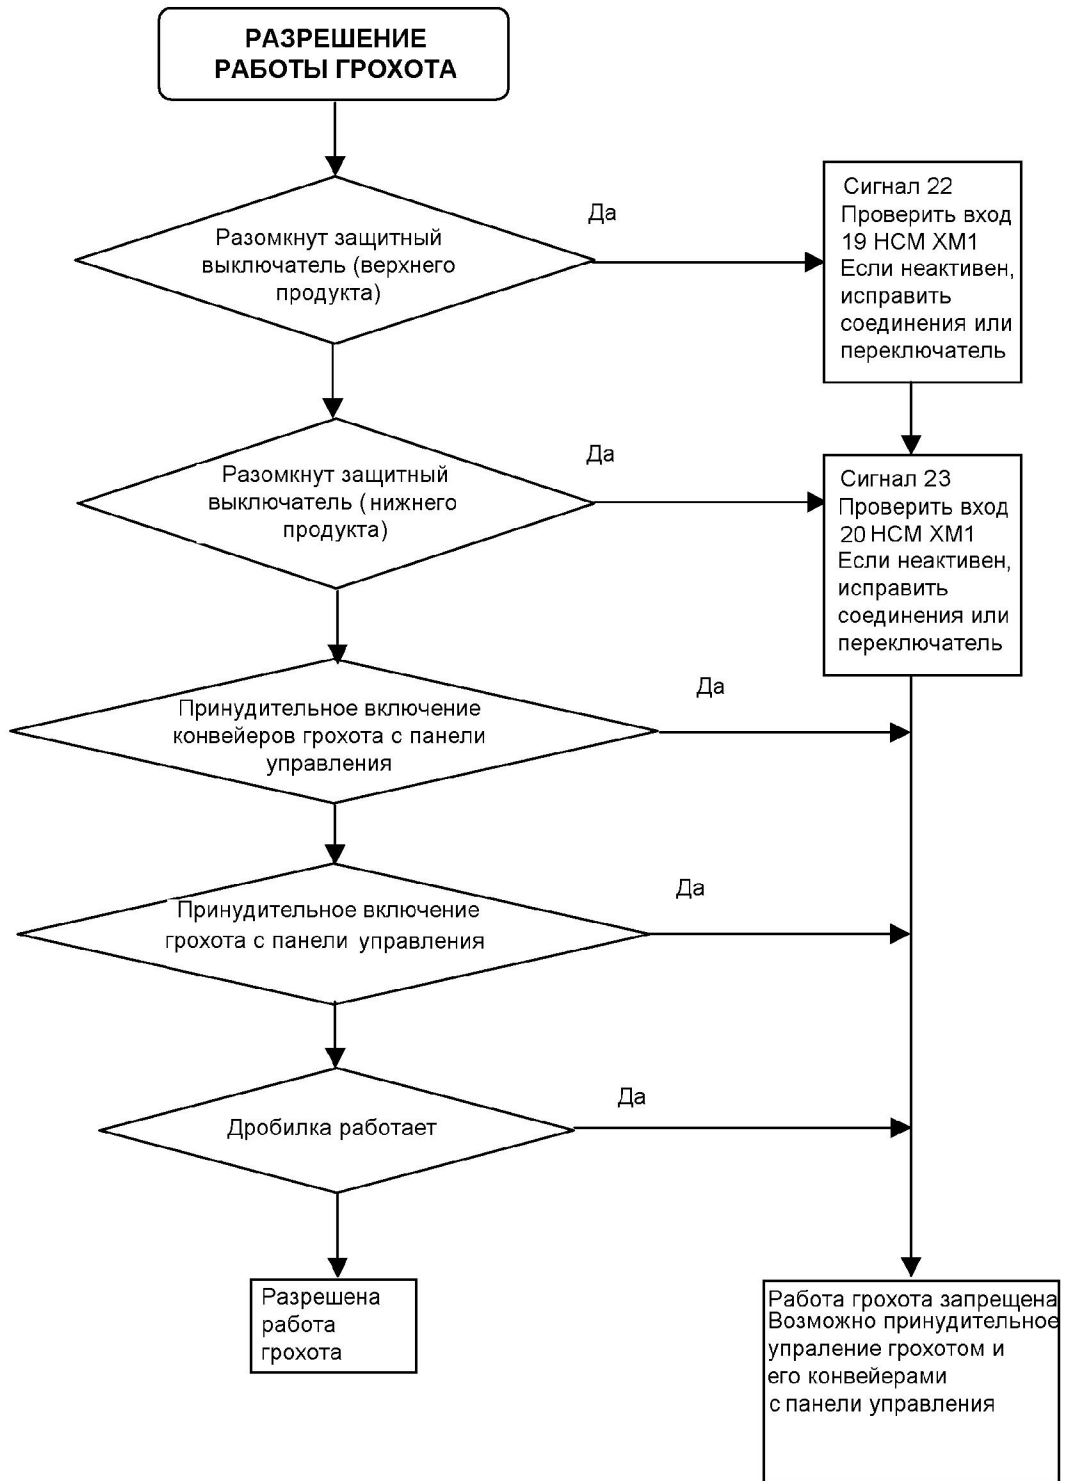 РАЗРЕШЕНИЕ
РАБОТЫ ГРОХОТА
Да
Разомкнут защитный
выключатель (верхнего
продукта)
Сигнал 22
Проверить вход
19 НСМ ХМ1
Если неактивен,
исправить
соединения или
переключатель
Да
Разомкнут защитный
выключатель (нижнего
продукта)
Сигнал 23
Проверить вход
20 НСМ ХМ1
Если неактивен,
исправить
соединения или
переключатель
Да
Принудительное включение
конвейеров грохота с панели
управления
Да
Принудительное включение
грохота с панели управления
Да
Дробилка работает
Разрешена
работа
грохота
Работа грохота запрещена
Возможно принудительное
упраление грохотом и
его конвейерами
с панели управления